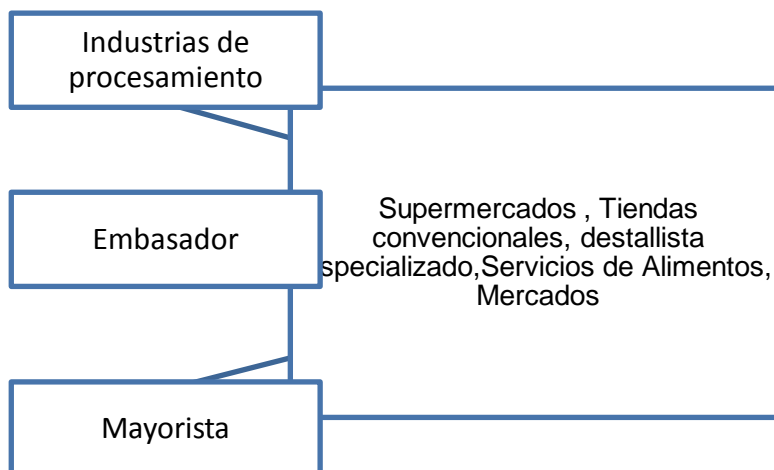 Industrias de
procesamiento
Embasador
Supermercados , Tiendas
convencionales, destallista
specializado,Servicios de Alimentos,
Mercados
Mayorista